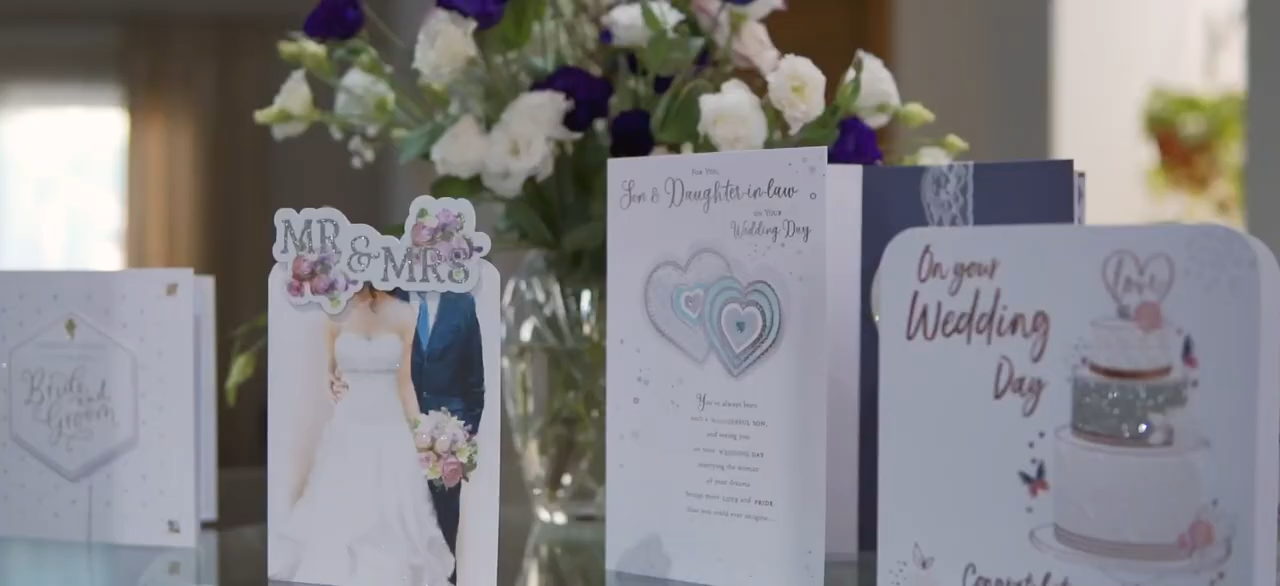 Bride and
Groom
MR
& MRS
For You,
Son & Daughter-in-law
on Your
Wedding Day
You've always been
such a WONDERFUL SON,
and seeing you
on your WEDDING DAY
marrying the woman
of your dreams
brings more LOVE and PRIDE
than you could ever imagine...
On your
Wedding
Day
Love